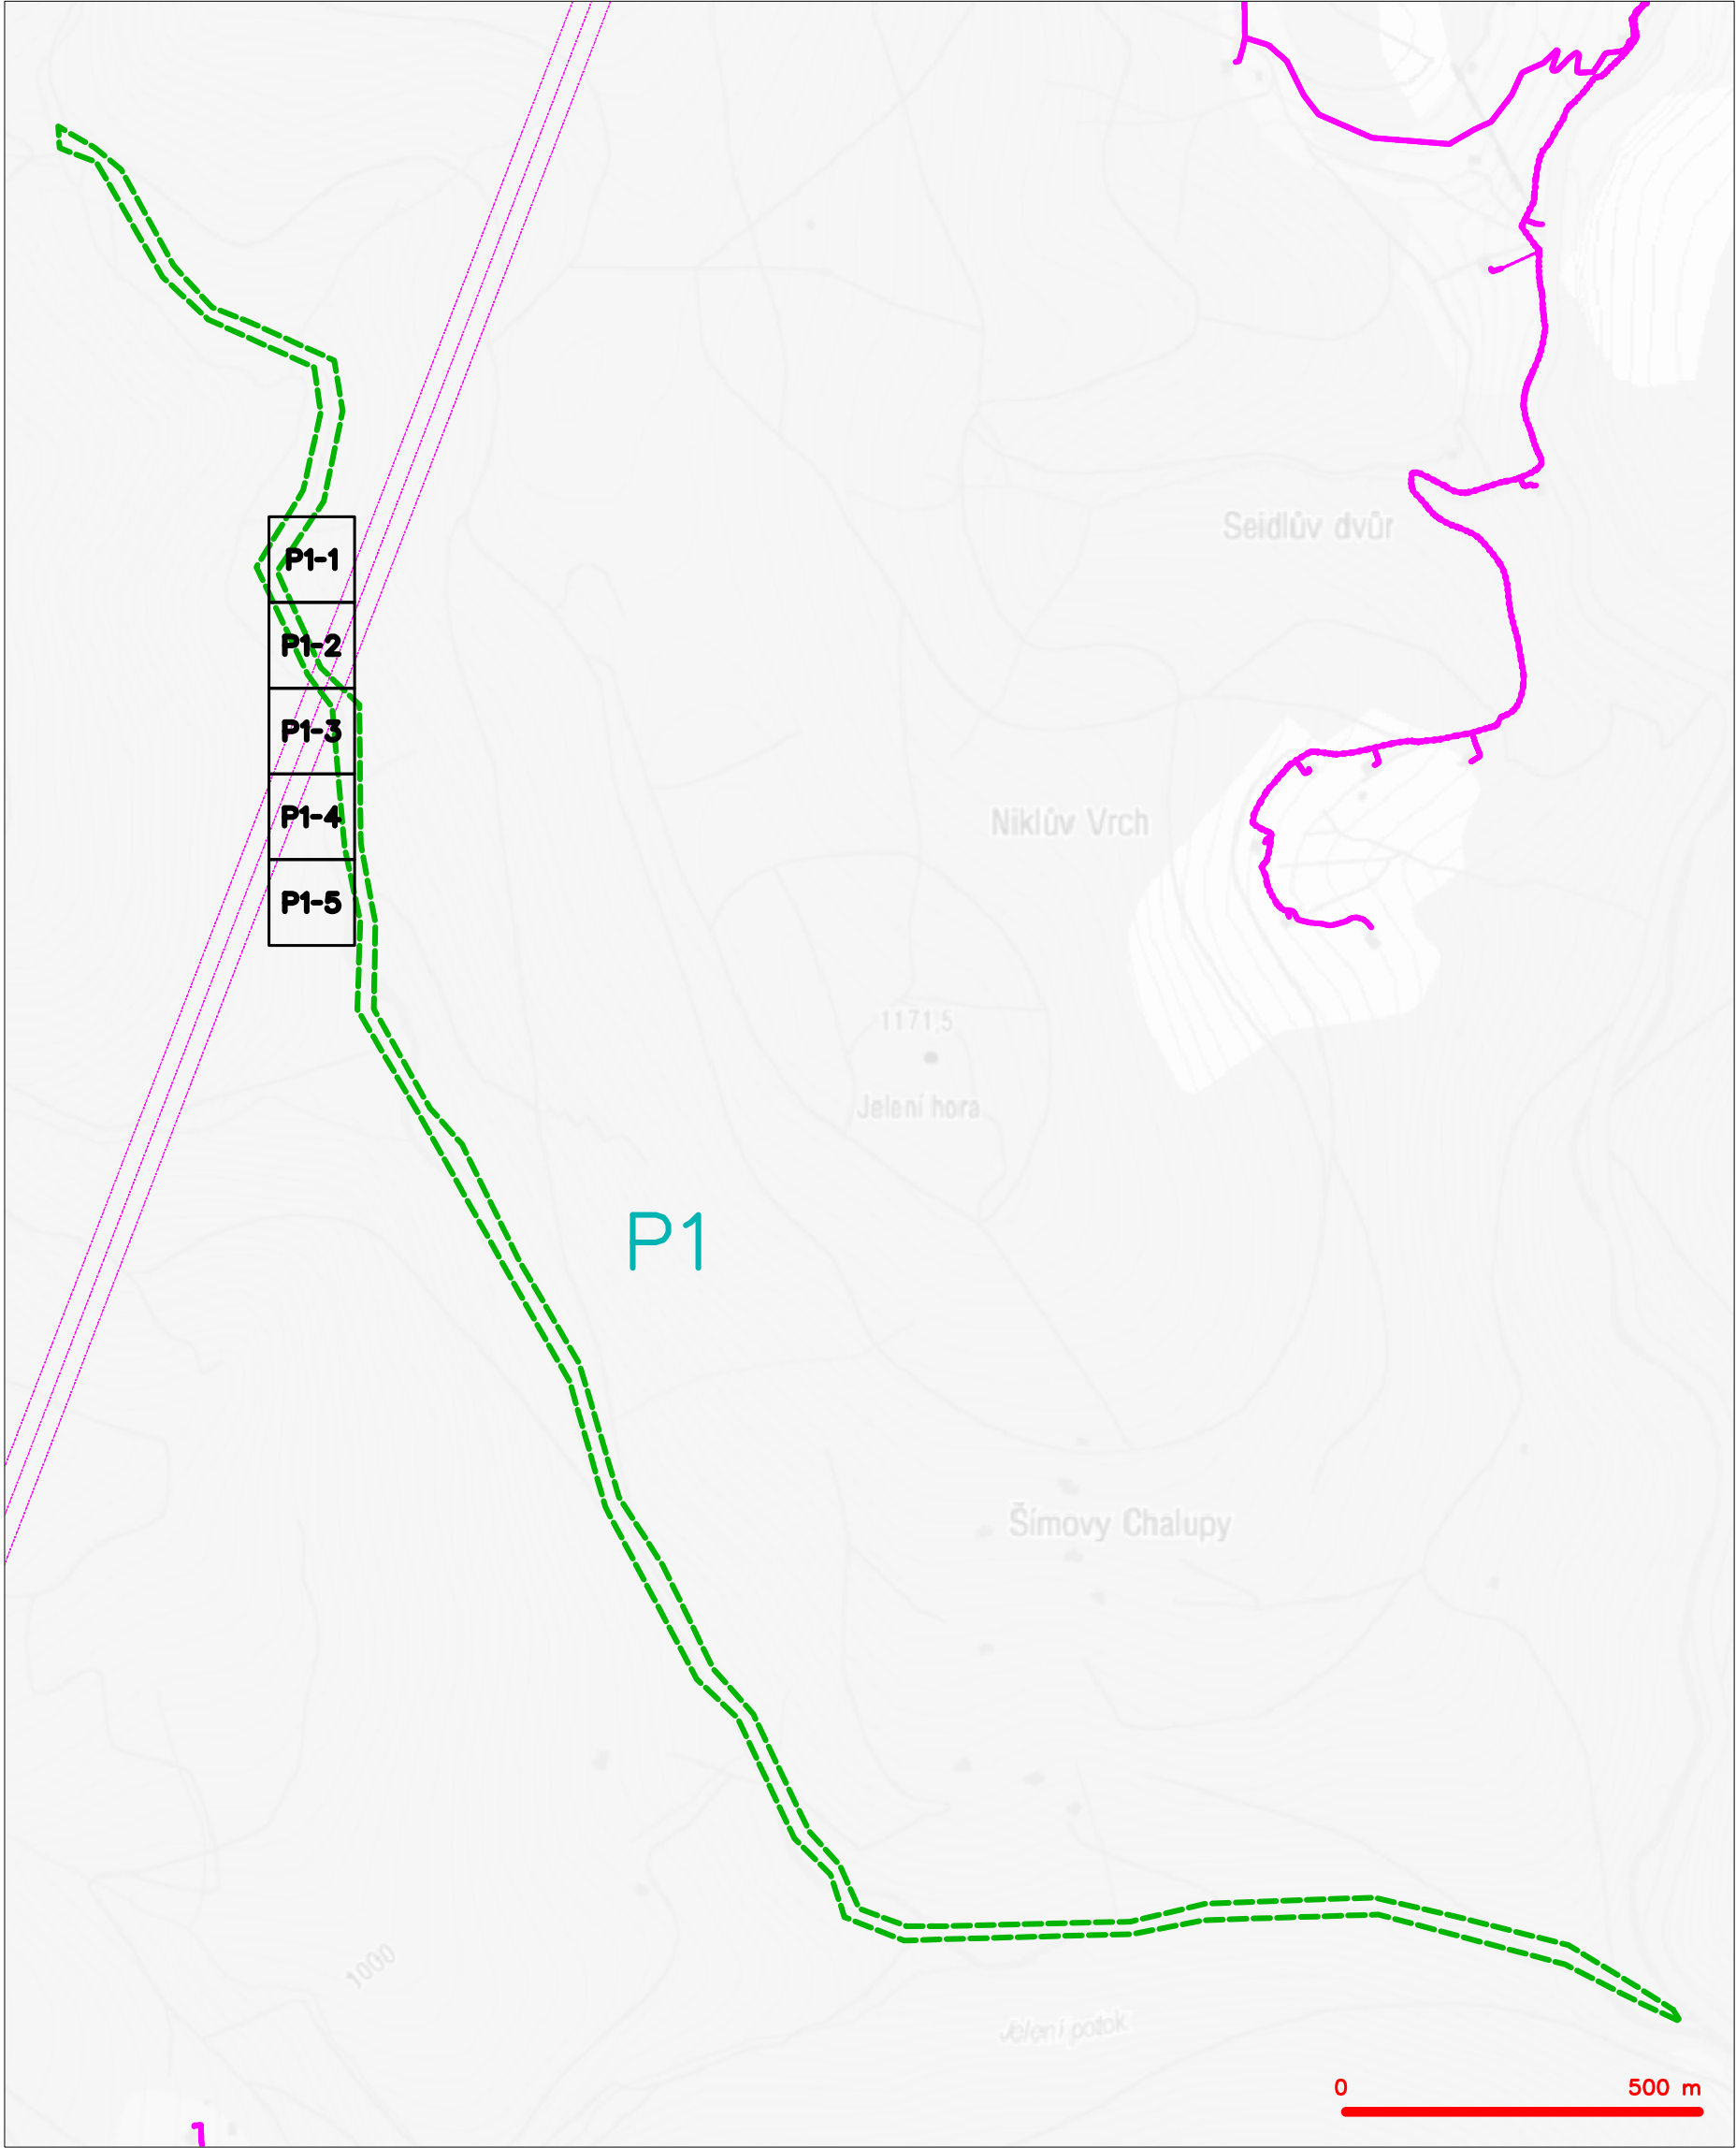 P1-1
Seidlův dvůr
P1-2
P1-3
P1-4
Niklův Vrch
P1-5
1171,5
Jelení hora
P1
Šímovy Chalupy
1000
Jelení potok
0 500 m